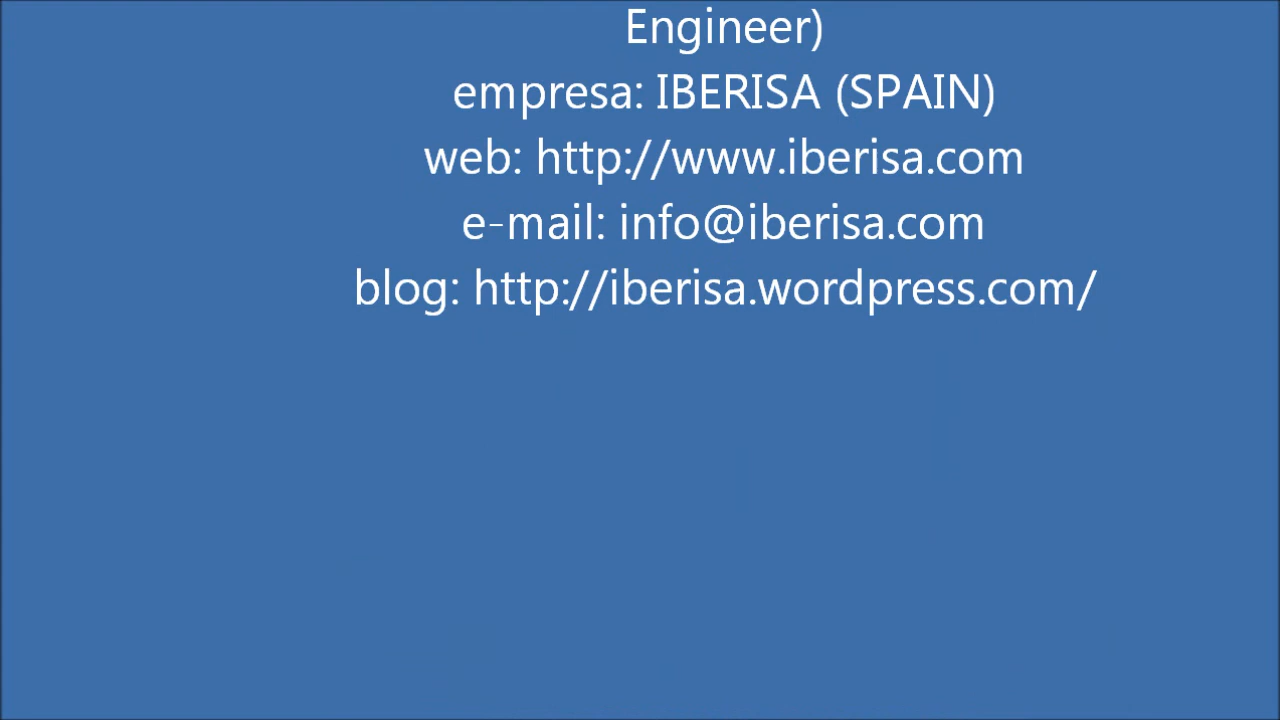 Engineer)
empresa: IBERISA (SPAIN)
web: http://www.iberisa.com
e-mail: info@iberisa.com
blog: http://iberisa.wordpress.com/